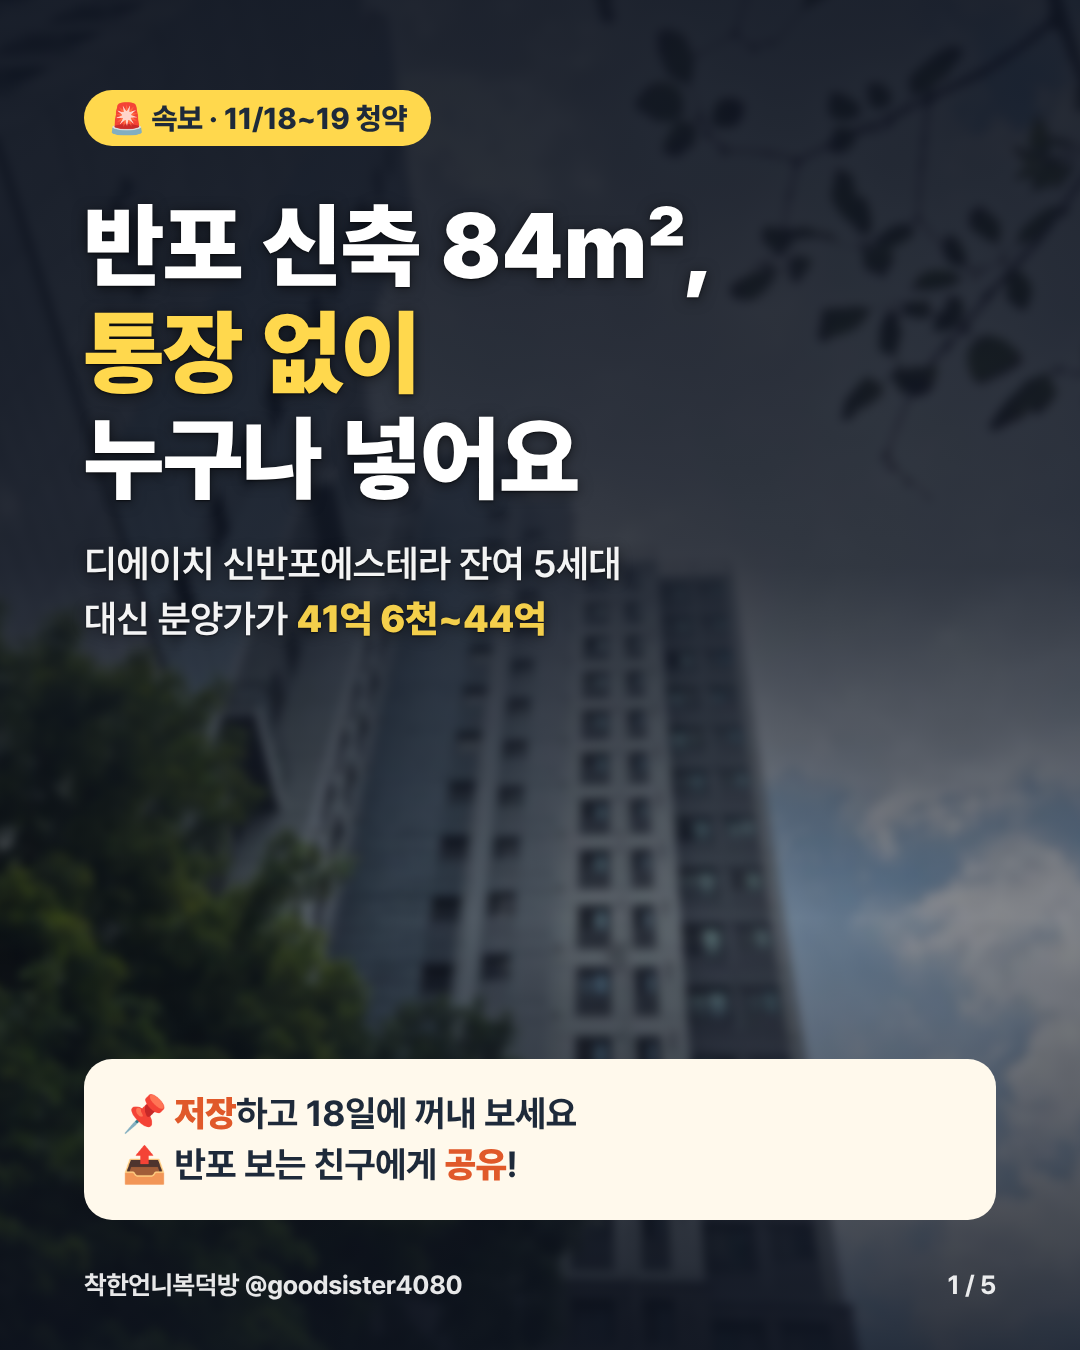 🚨 속보 · 11/18~19 청약
반포 신축 84m²,
통장 없이
누구나 넣어요
디에이치 신반포에스테라 잔여 5세대
대신 분양가가 41억 6천~44억
📌 저장하고 18일에 꺼내 보세요
📤 반포 보는 친구에게 공유!
착한언니복덕방 @goodsister4080
1 / 5